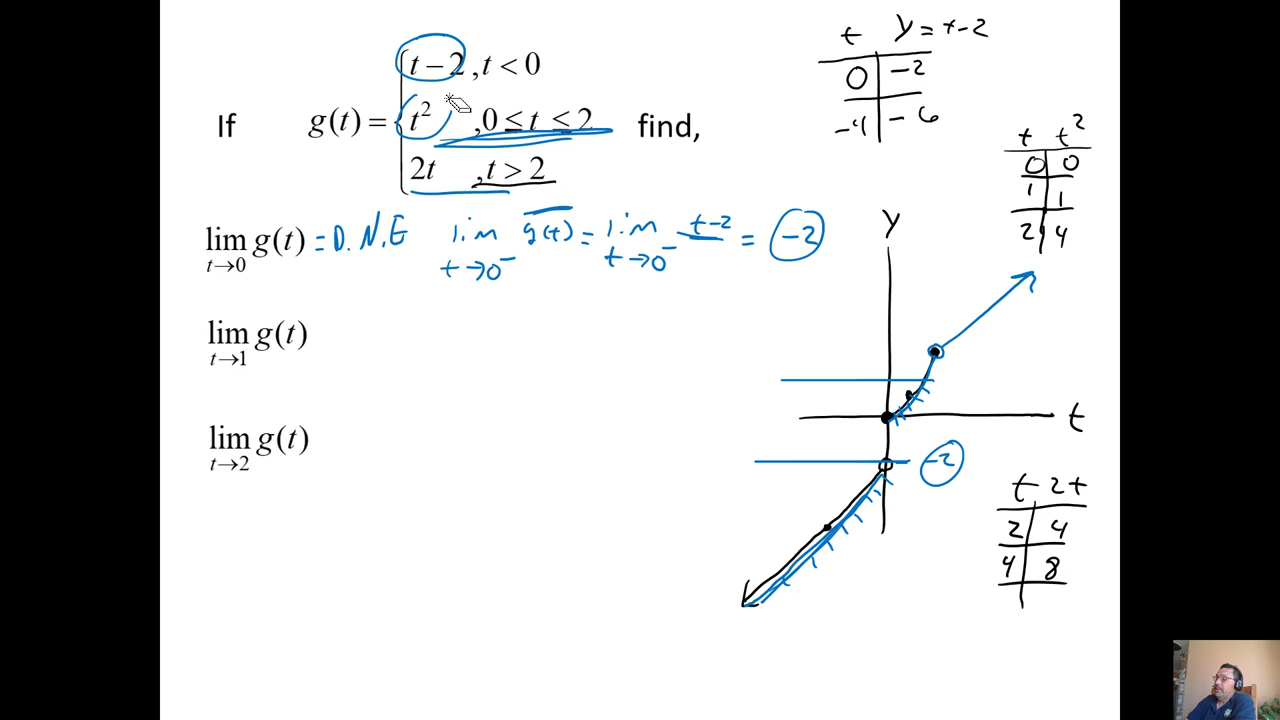 t y = t-2
0 -2
-4 -6
t - 2 , t < 0
If g(t) = { t² , 0 ≤ t ≤ 2 find,
2t , t > 2
t t²
0 0
1 1
2 4
lim g(t) = D.N.E lim g(t) = lim t-2 = -2
t→0 t→0⁻ t→0⁻
y
lim g(t)
t→1
t
lim g(t)
t→2
-2
t 2t
2 4
4 8